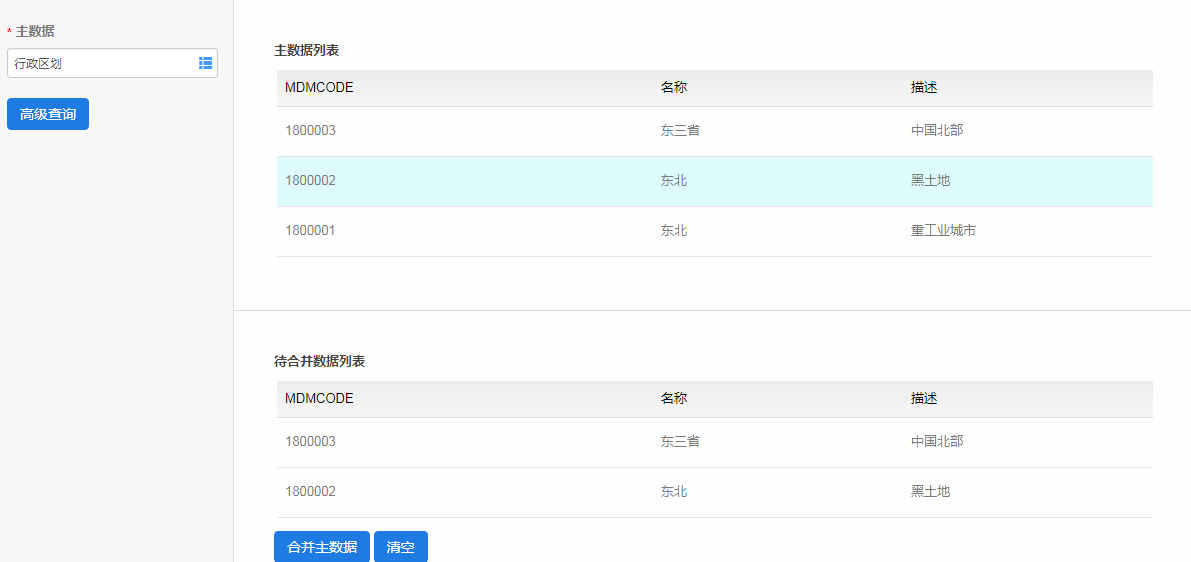 * 主数据
行政区划
高级查询
主数据列表
MDMCODE 名称 描述
1800003 东三省 中国北部
1800002 东北 黑土地
1800001 东北 重工业城市
待合并数据列表
MDMCODE 名称 描述
1800003 东三省 中国北部
1800002 东北 黑土地
合并主数据 清空